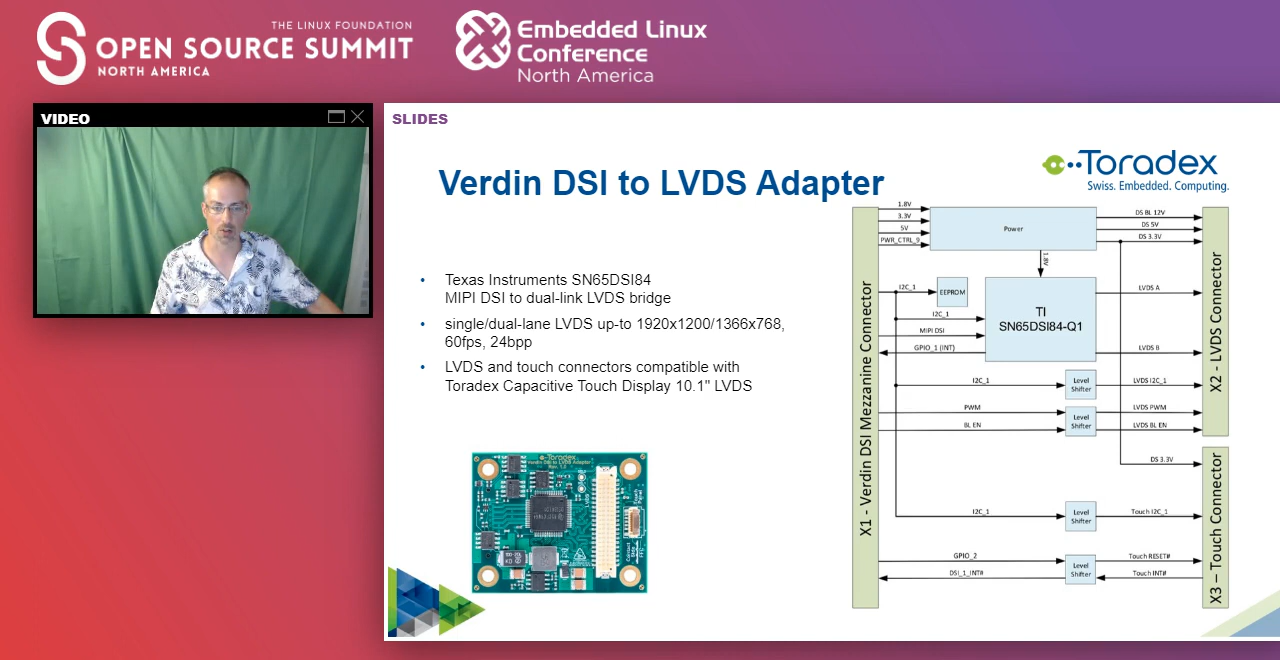 THE LINUX FOUNDATION
OPEN SOURCE SUMMIT
NORTH AMERICA
Embedded Linux
Conference
North America
VIDEO
SLIDES
Verdin DSI to LVDS Adapter
Toradex
Swiss. Embedded. Computing.
• Texas Instruments SN65DSI84
MIPI DSI to dual-link LVDS bridge
• single/dual-lane LVDS up-to 1920x1200/1366x768,
60fps, 24bpp
• LVDS and touch connectors compatible with
Toradex Capacitive Touch Display 10.1" LVDS
Toradex
Verdin DSI to LVDS Adapter
X1 - Verdin DSI Mezzanine Connector
1.8V
3.3V
5V
PWR_CTRL_9
Power
DS BL 12V
DS 5V
DS 3.3V
1.8V
I2C_1
EEPROM
I2C_1
MIPI DSI
GPIO_1 (INT)
TI
SN65DSI84-Q1
LVDS A
LVDS B
I2C_1
Level
Shifter
LVDS I2C_1
PWM
BL EN
Level
Shifter
LVDS PWM
LVDS BL EN
X2 - LVDS Connector
DS 3.3V
I2C_1
Level
Shifter
Touch I2C_1
GPIO_2
DSI_1_INT#
Level
Shifter
Touch RESET#
Touch INT#
X3 – Touch Connector